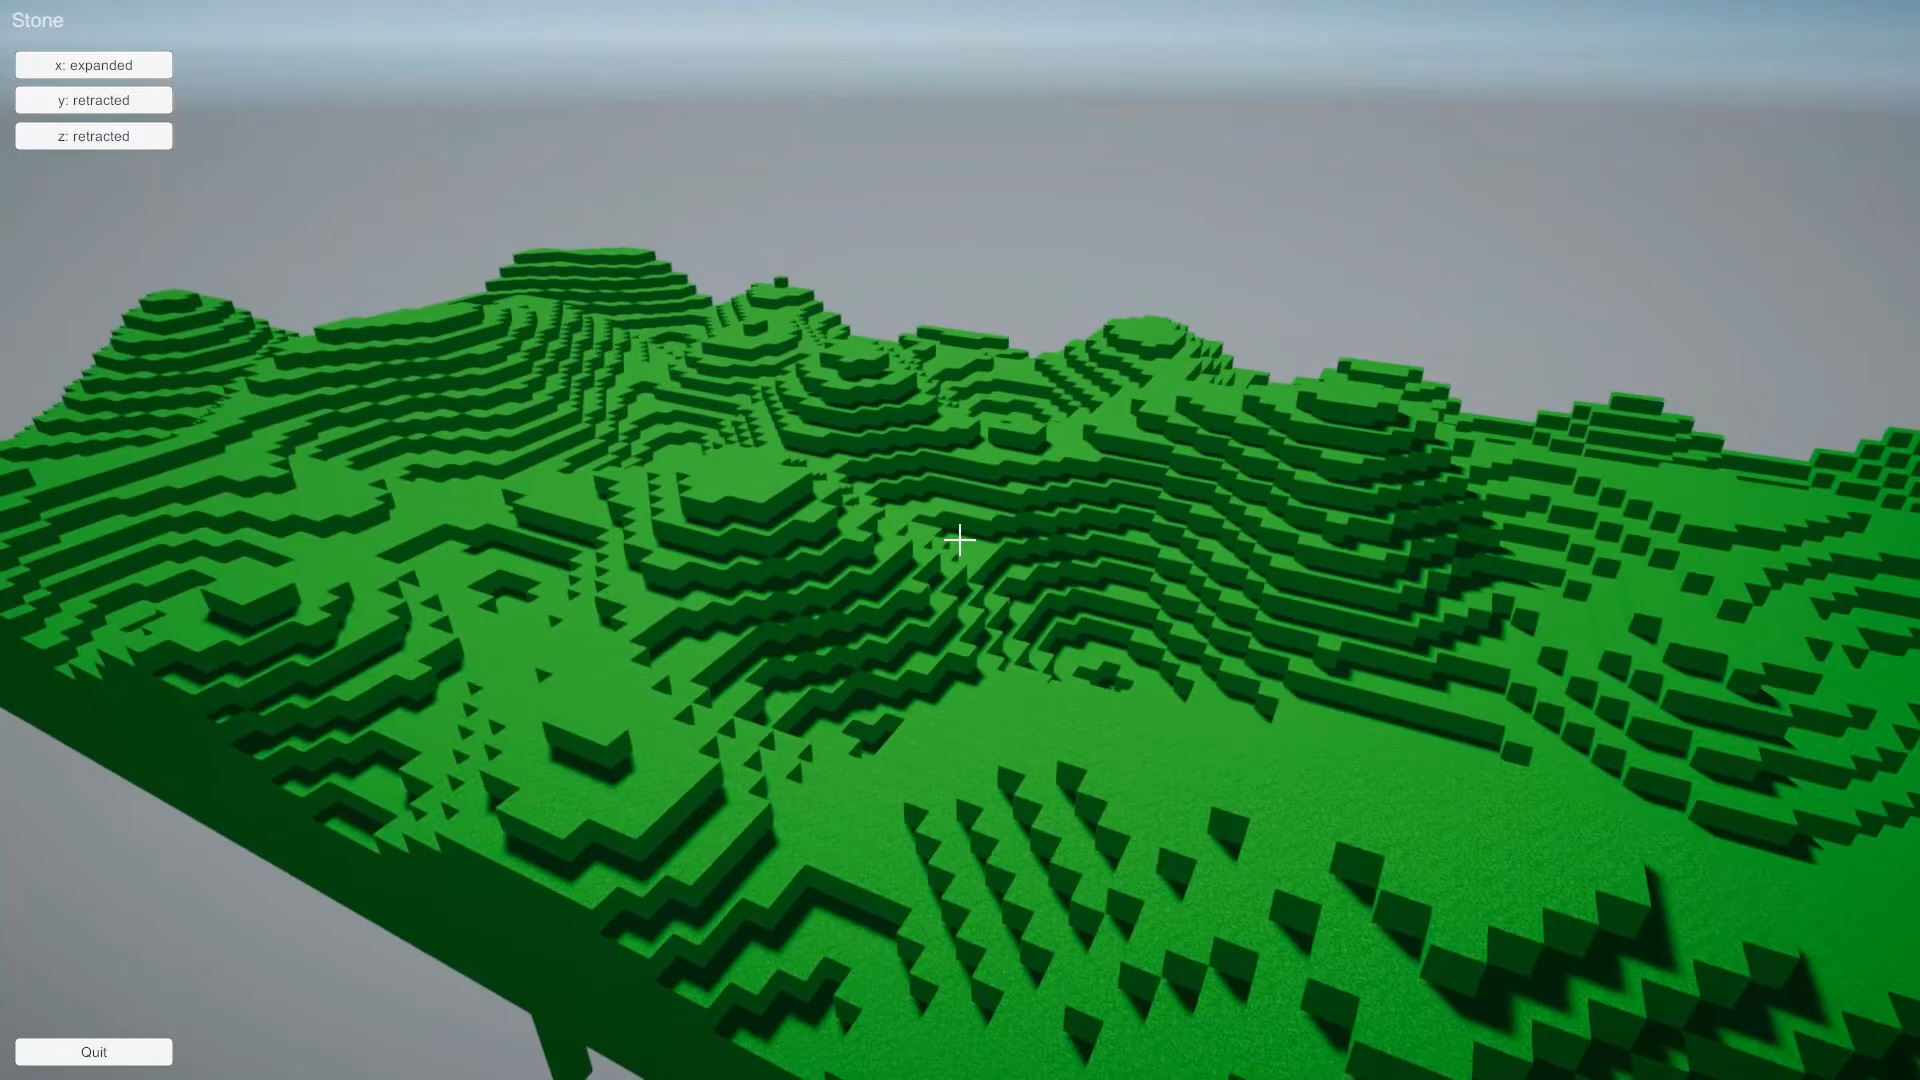 Stone
x: expanded
y: retracted
z: retracted
Quit